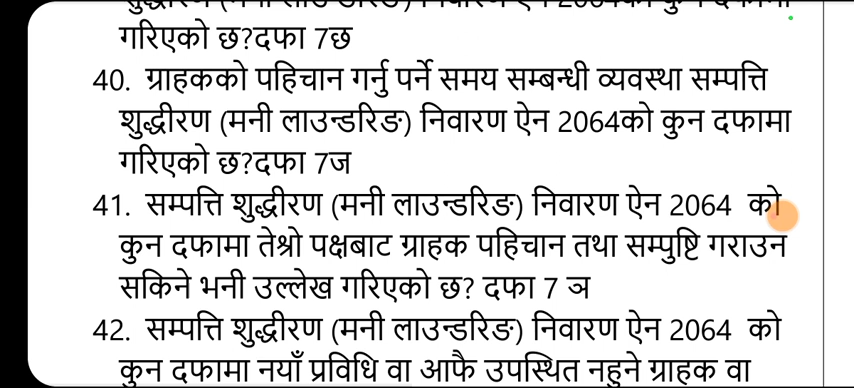 गरिएको छ?दफा 7छ
40. ग्राहकको पहिचान गर्नु पर्ने समय सम्बन्धी व्यवस्था सम्पत्ति
शुद्धीरण (मनी लाउन्डरिङ) निवारण ऐन 2064को कुन दफामा
गरिएको छ?दफा 7ज
41. सम्पत्ति शुद्धीरण (मनी लाउन्डरिङ) निवारण ऐन 2064 को
कुन दफामा तेश्रो पक्षबाट ग्राहक पहिचान तथा सम्पुष्टि गराउन
सकिने भनी उल्लेख गरिएको छ? दफा 7 ञ
42. सम्पत्ति शुद्धीरण (मनी लाउन्डरिङ) निवारण ऐन 2064 को
कुन दफामा नयाँ प्रविधि वा आफै उपस्थित नहुने ग्राहक वा